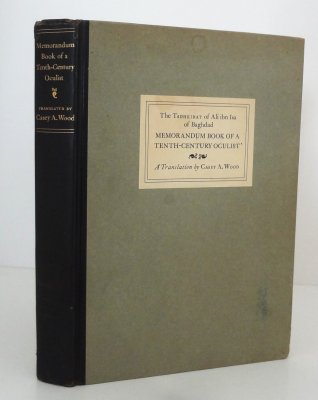 Memorandum
Book of a
Tenth-Century
Oculist
TRANSLATED BY
Casey A. Wood
The TADHKIRAT of Ali ibn Isa
of Baghdad
MEMORANDUM BOOK OF A
TENTH-CENTURY OCULIST
A Translation by CASEY A. WOOD